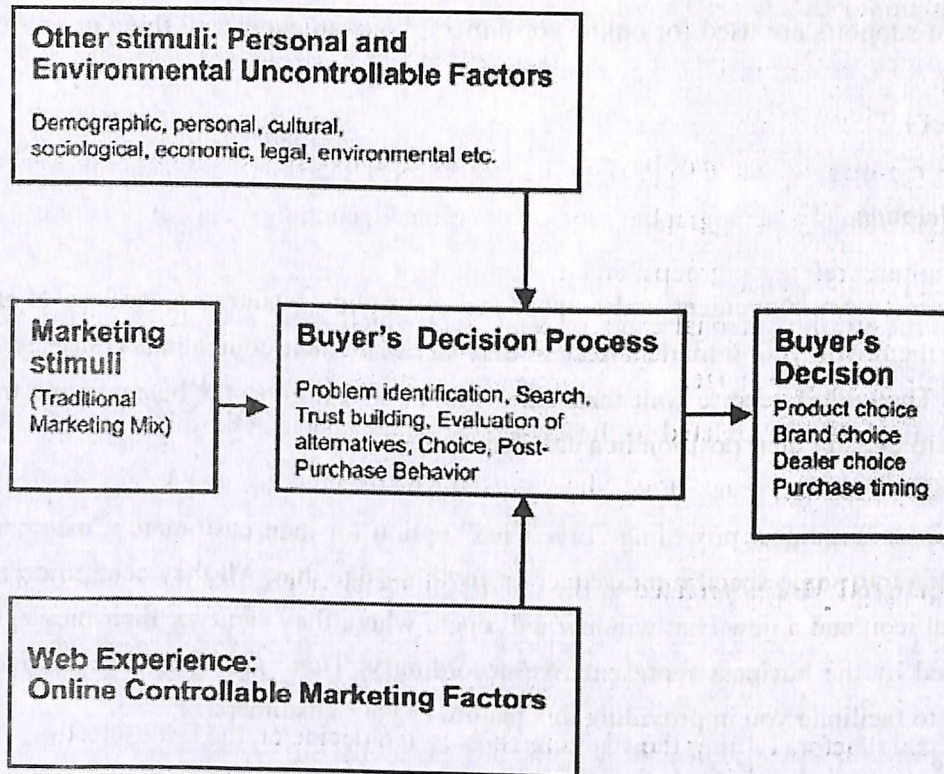 Other stimuli: Personal and
Environmental Uncontrollable Factors
Demographic, personal, cultural,
sociological, economic, legal, environmental etc.
Marketing
stimuli
(Traditional
Marketing Mix)
Buyer's Decision Process
Problem identification, Search,
Trust building, Evaluation of
alternatives, Choice, Post-
Purchase Behavior
Buyer's
Decision
Product choice
Brand choice
Dealer choice
Purchase timing
Web Experience:
Online Controllable Marketing Factors